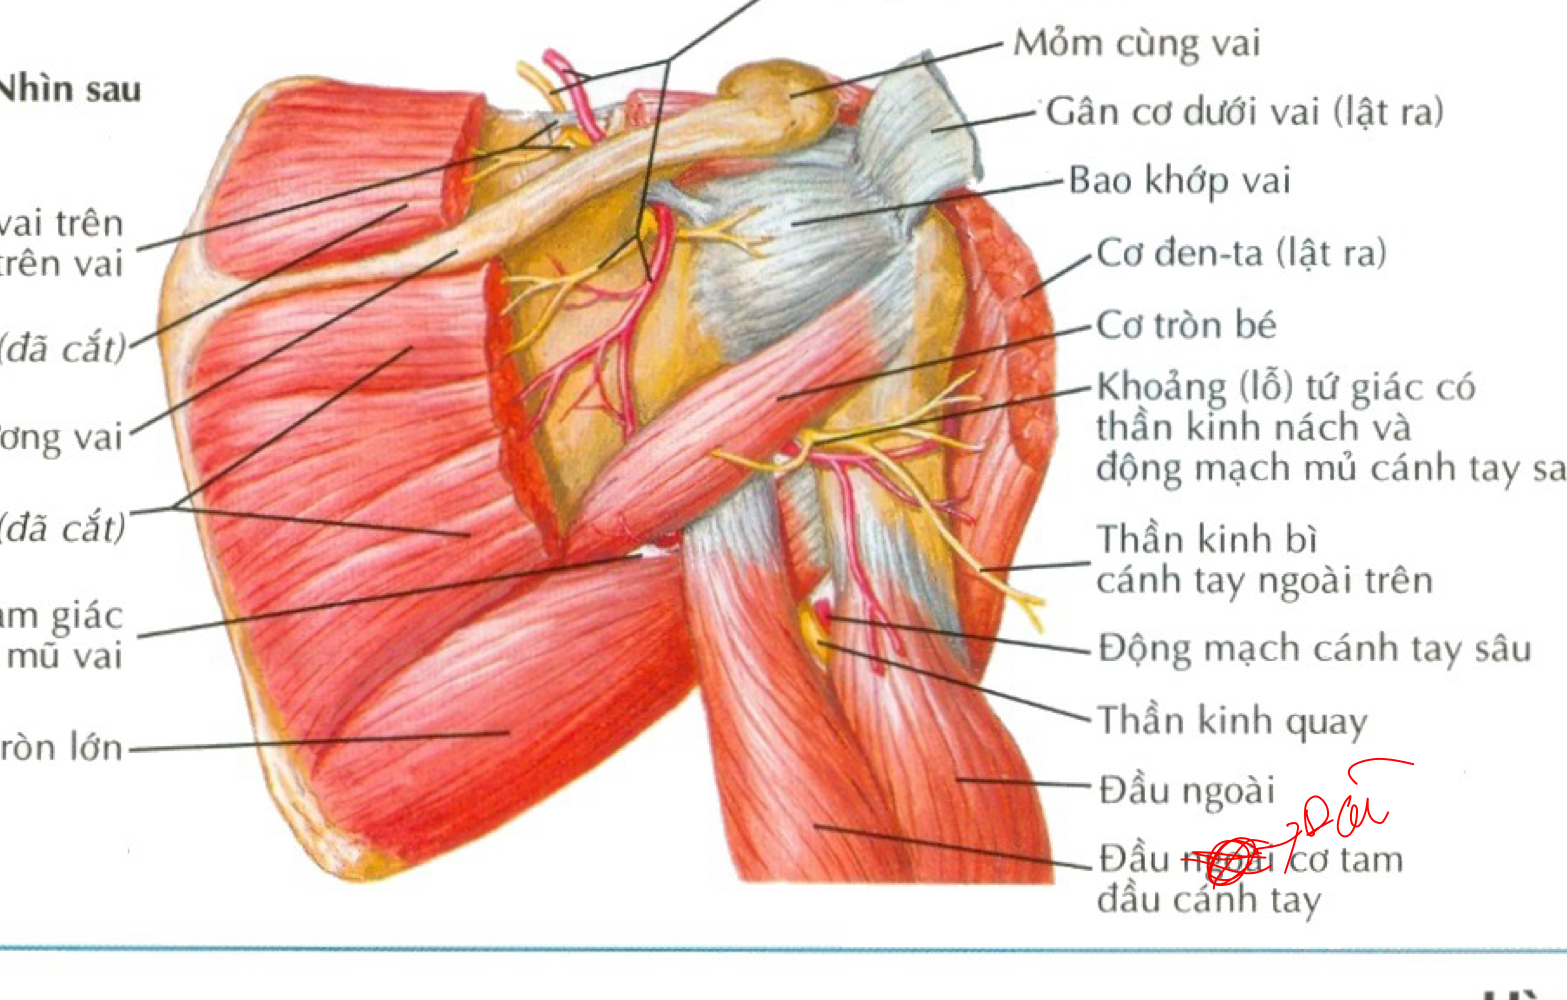 Nhìn sau
vai trên
trên vai
(đã cắt)
ơng vai
(đã cắt)
am giác
mũ vai
ròn lớn
Mỏm cùng vai
Gân cơ dưới vai (lật ra)
Bao khớp vai
Cơ đen-ta (lật ra)
Cơ tròn bé
Khoảng (lỗ) tứ giác có
thần kinh nách và
động mạch mủ cánh tay sa
Thần kinh bì
cánh tay ngoài trên
Động mạch cánh tay sâu
Thần kinh quay
Đầu ngoài
Dài
Đầu ngoài cơ tam
đầu cánh tay